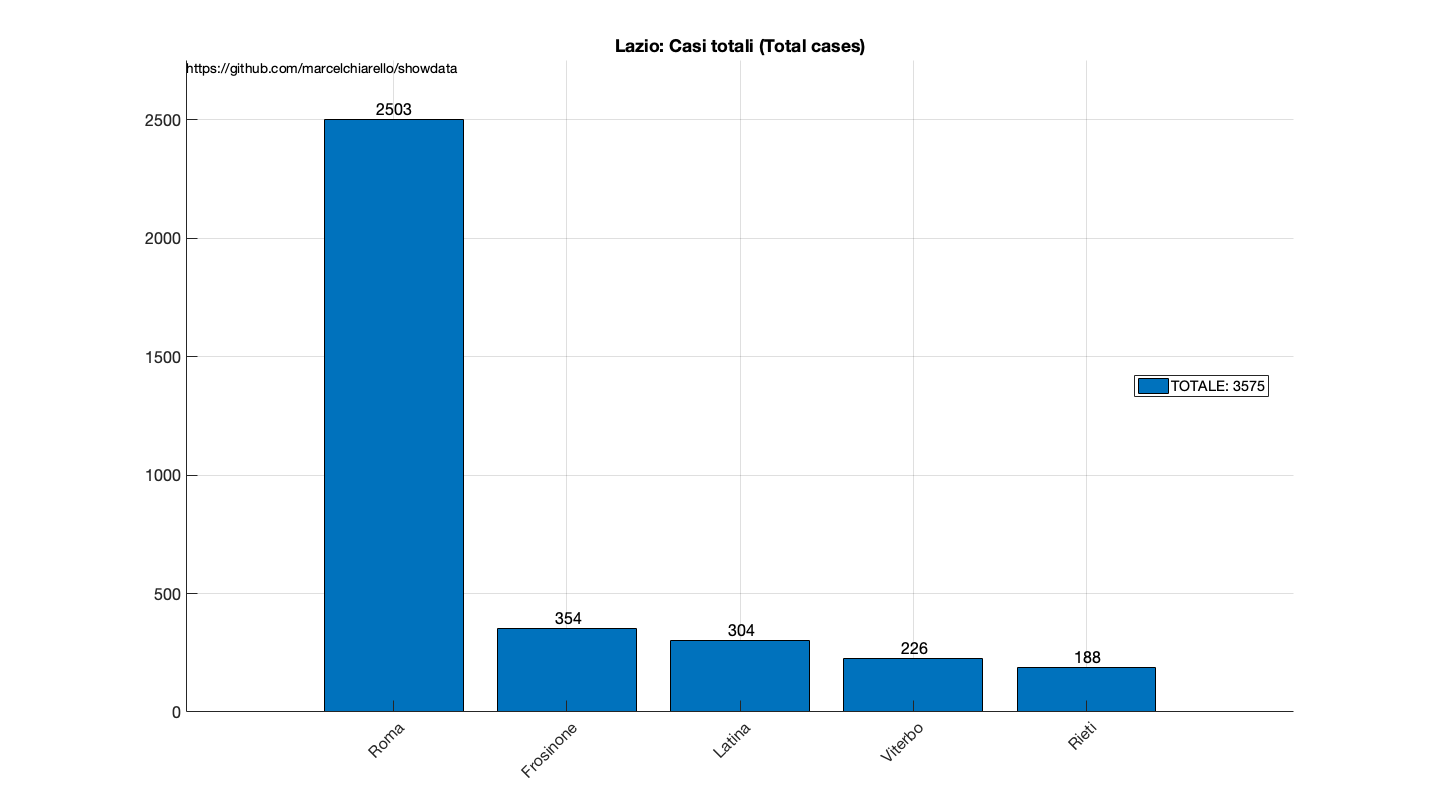 Lazio: Casi totali (Total cases)
https://github.com/marcelchiarello/showdata
2500
2000
1500
1000
500
0
2503
354
304
226
188
TOTALE: 3575
Roma
Frosinone
Latina
Viterbo
Rieti